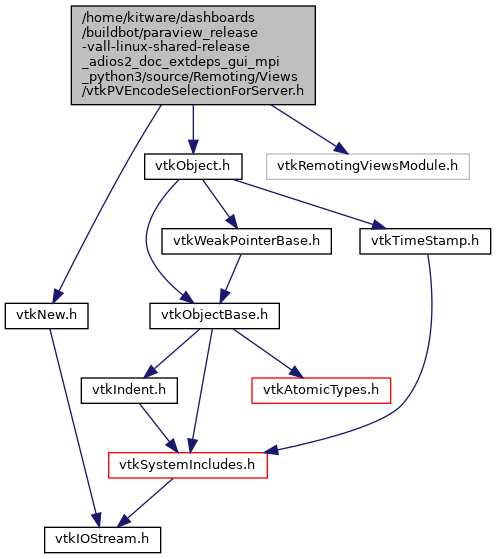 /home/kitware/dashboards
/buildbot/paraview_release
-vall-linux-shared-release
_adios2_doc_extdeps_gui_mpi
_python3/source/Remoting/Views
/vtkPVEncodeSelectionForServer.h
vtkObject.h
vtkRemotingViewsModule.h
vtkWeakPointerBase.h
vtkTimeStamp.h
vtkNew.h
vtkObjectBase.h
vtkIndent.h
vtkAtomicTypes.h
vtkSystemIncludes.h
vtkIOStream.h